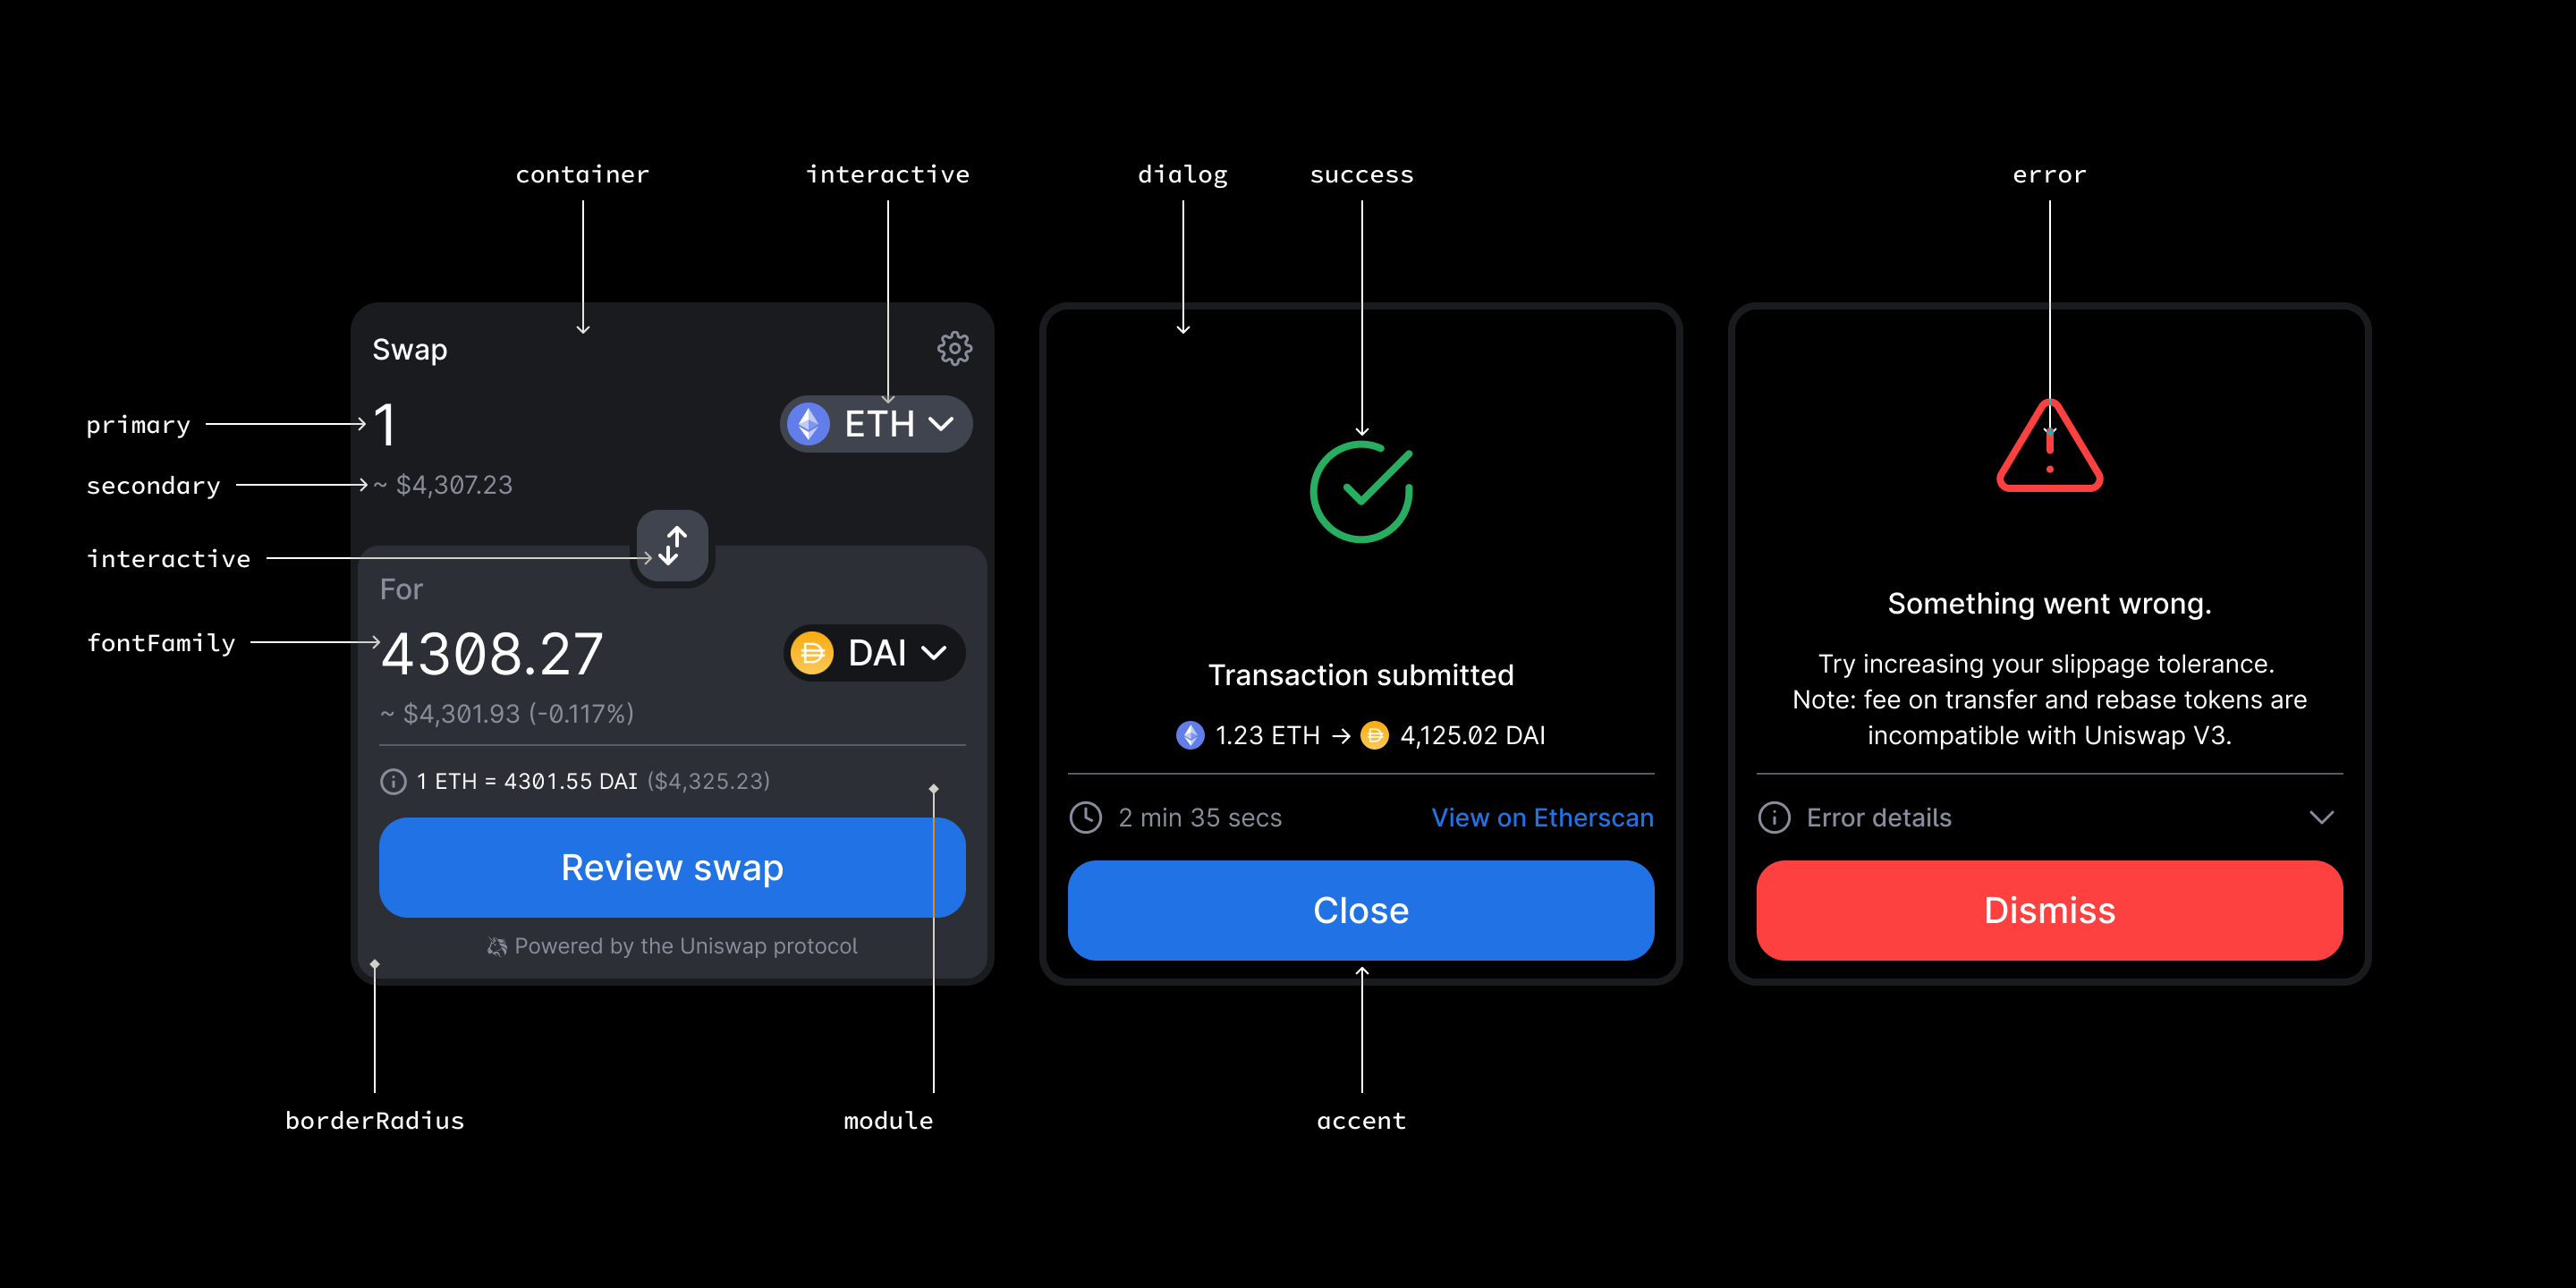 container
interactive
dialog
success
error
Swap
primary
1
ETH
secondary
~ $4,307.23
interactive
For
fontFamily
4308.27
DAI
~ $4,301.93 (-0.117%)
1 ETH = 4301.55 DAI ($4,325.23)
Review swap
Powered by the Uniswap protocol
borderRadius
module
Transaction submitted
1.23 ETH → 4,125.02 DAI
2 min 35 secs
View on Etherscan
Close
accent
Something went wrong.
Try increasing your slippage tolerance.
Note: fee on transfer and rebase tokens are
incompatible with Uniswap V3.
Error details
Dismiss